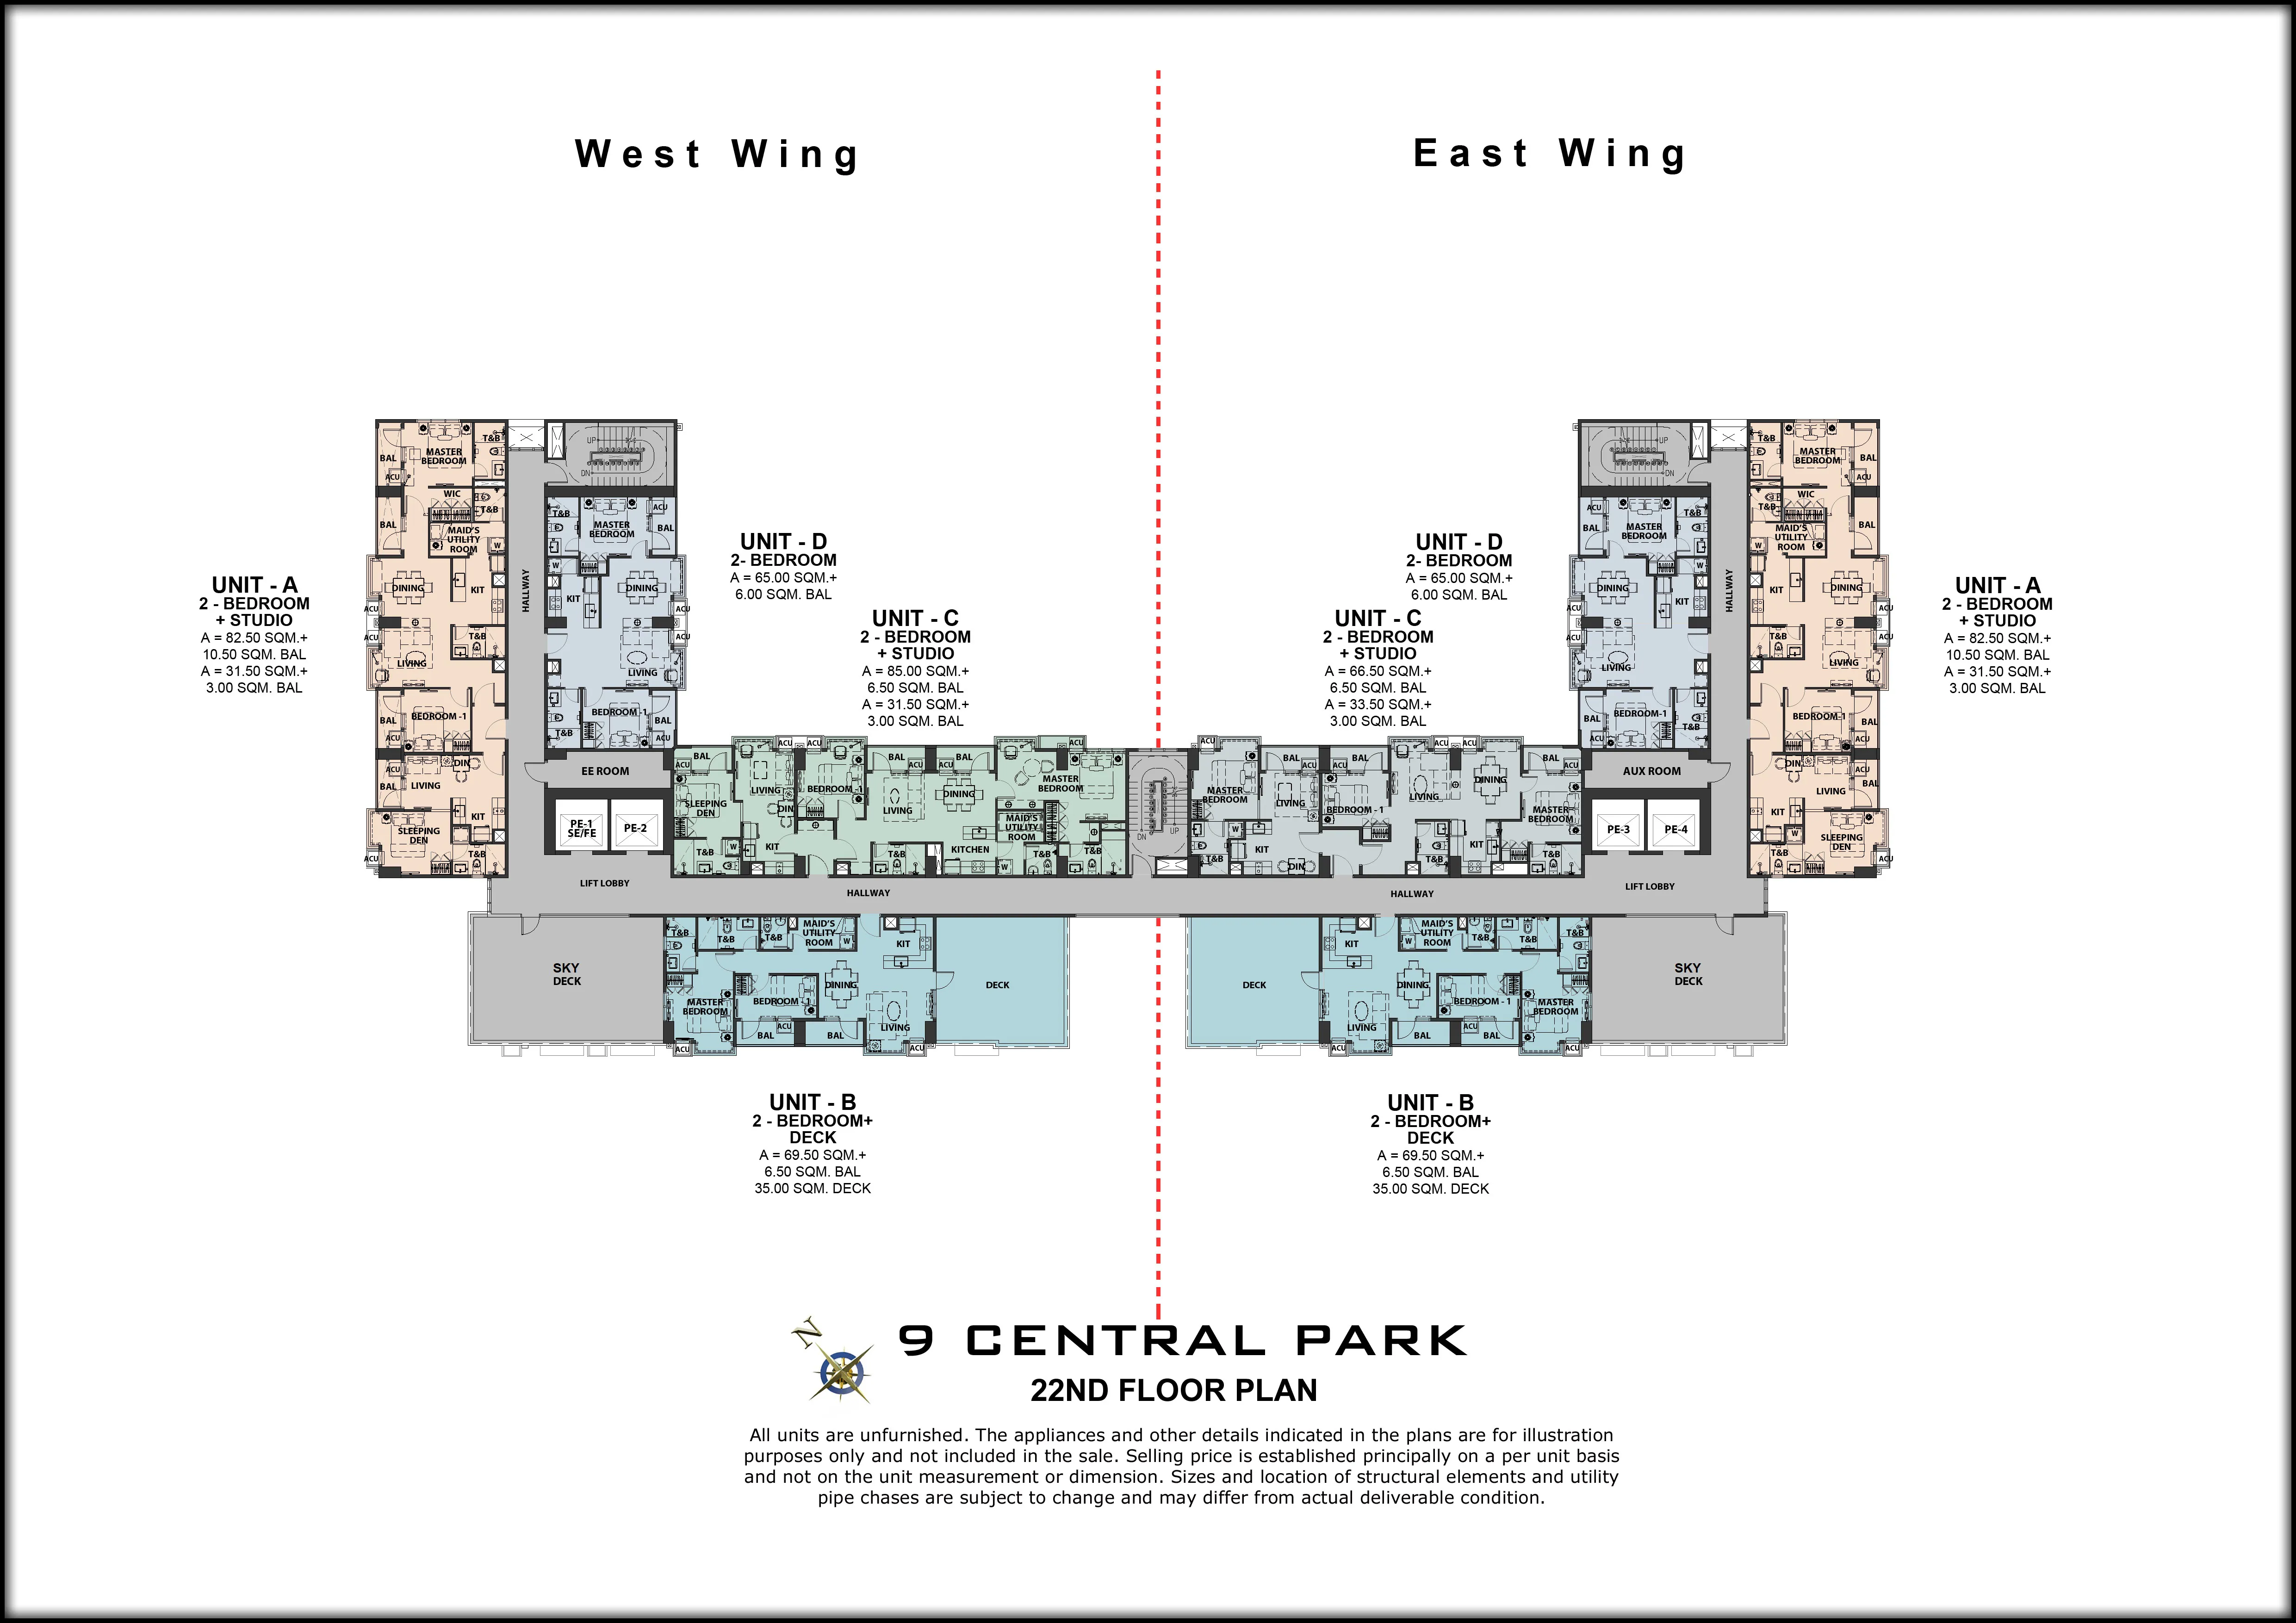 West Wing
East Wing
UNIT - A
2 - BEDROOM
+ STUDIO
A = 82.50 SQM.+
10.50 SQM. BAL
A = 31.50 SQM.+
3.00 SQM. BAL
UNIT - D
2- BEDROOM
A = 65.00 SQM.+
6.00 SQM. BAL
UNIT - C
2 - BEDROOM
+ STUDIO
A = 85.00 SQM.+
6.50 SQM. BAL
A = 31.50 SQM.+
3.00 SQM. BAL
UNIT - D
2- BEDROOM
A = 65.00 SQM.+
6.00 SQM. BAL
UNIT - C
2 - BEDROOM
+ STUDIO
A = 66.50 SQM.+
6.50 SQM. BAL
A = 33.50 SQM.+
3.00 SQM. BAL
UNIT - A
2 - BEDROOM
+ STUDIO
A = 82.50 SQM.+
10.50 SQM. BAL
A = 31.50 SQM.+
3.00 SQM. BAL
BAL
MASTER
BEDROOM
T&B
ACU
WIC
T&B
BAL
MAID'S
UTILITY
ROOM
W
DINING
KIT
ACU
ACU
T&B
LIVING
BEDROOM -1
BAL
ACU
DIN
ACU
LIVING
BAL
KIT
SLEEPING
DEN
T&B
ACU
HALLWAY
UP
DN
T&B
MASTER
BEDROOM
ACU
BAL
W
KIT
DINING
ACU
ACU
LIVING
BEDROOM -1
BAL
T&B
ACU
EE ROOM
PE-1
SE/FE
PE-2
LIFT LOBBY
ACU
BAL
LIVING
SLEEPING
DEN
DIN
T&B
W
KIT
ACU
ACU
BEDROOM -1
BAL
ACU
LIVING
T&B
BAL
ACU
DINING
KITCHEN
ACU
MASTER
BEDROOM
MAID'S
UTILITY
ROOM
W
T&B
T&B
DN
UP
HALLWAY
ACU
MASTER
BEDROOM
T&B
W
BAL
ACU
LIVING
KIT
DIN
ACU
BAL
BEDROOM - 1
LIVING
T&B
ACU
ACU
DINING
KIT
BAL
ACU
MASTER
BEDROOM
T&B
HALLWAY
UP
DN
ACU
BAL
MASTER
BEDROOM
T&B
W
DINING
KIT
ACU
ACU
LIVING
BAL
ACU
BEDROOM-1
T&B
AUX ROOM
PE-3
PE-4
LIFT LOBBY
HALLWAY
T&B
MASTER
BEDROOM
BAL
ACU
WIC
T&B
BAL
MAID'S
UTILITY
ROOM
W
KIT
DINING
ACU
ACU
T&B
LIVING
BEDROOM-1
BAL
ACU
DIN
ACU
LIVING
BAL
KIT
W
SLEEPING
DEN
T&B
ACU
SKY
DECK
T&B
T&B
T&B
MAID'S
UTILITY
ROOM
W
KIT
MASTER
BEDROOM
BEDROOM - 1
DINING
LIVING
ACU
BAL
ACU
BAL
ACU
DECK
DECK
KIT
W
MAID'S
UTILITY
ROOM
T&B
T&B
T&B
LIVING
DINING
BEDROOM - 1
MASTER
BEDROOM
ACU
BAL
ACU
BAL
ACU
SKY
DECK
UNIT - B
2 - BEDROOM+
DECK
A = 69.50 SQM.+
6.50 SQM. BAL
35.00 SQM. DECK
UNIT - B
2 - BEDROOM+
DECK
A = 69.50 SQM.+
6.50 SQM. BAL
35.00 SQM. DECK
N
9 CENTRAL PARK
22ND FLOOR PLAN
All units are unfurnished. The appliances and other details indicated in the plans are for illustration
purposes only and not included in the sale. Selling price is established principally on a per unit basis
and not on the unit measurement or dimension. Sizes and location of structural elements and utility
pipe chases are subject to change and may differ from actual deliverable condition.